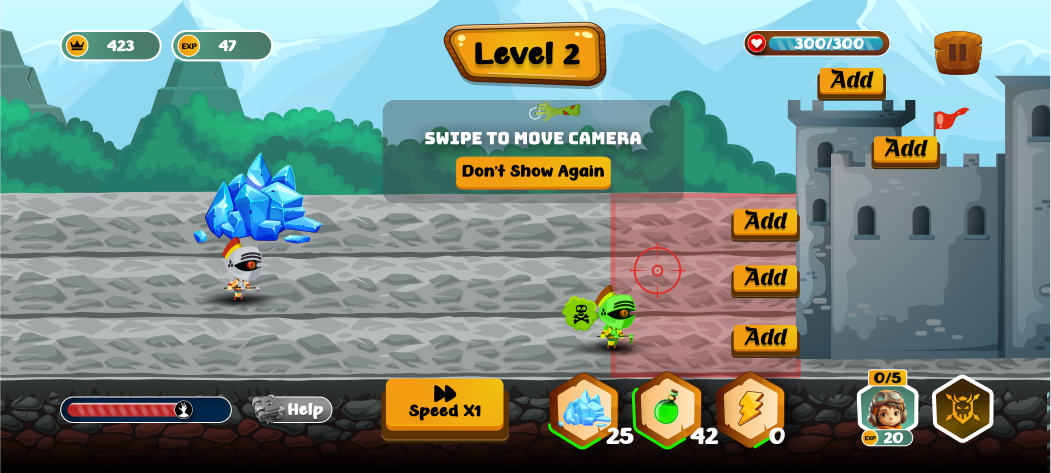 423
EXP 47
Level 2
300/300
Add
SWIPE TO MOVE CAMERA
Don't Show Again
Add
Add
Add
Add
Help
Speed X1
25
42
0
0/5
EXP 20